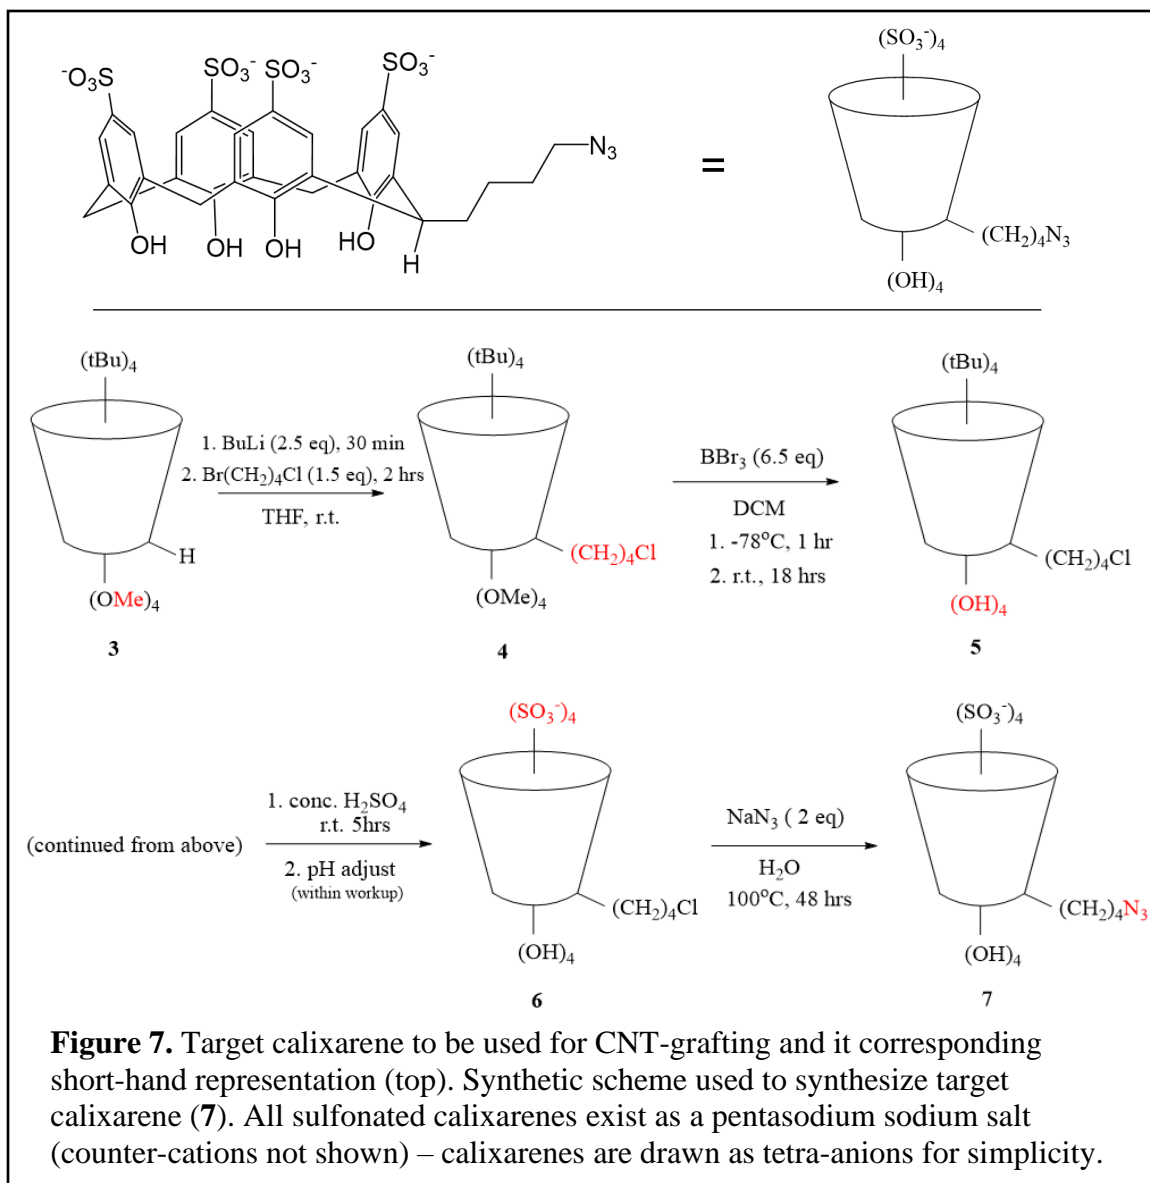 (SO₃⁻)₄
⁻O₃S
SO₃⁻
SO₃⁻
SO₃⁻
N₃
=
(CH₂)₄N₃
OH
OH
OH
HO
H
(OH)₄
(tBu)₄
(tBu)₄
(tBu)₄
1. BuLi (2.5 eq), 30 min
2. Br(CH₂)₄Cl (1.5 eq), 2 hrs
THF, r.t.
BBr₃ (6.5 eq)
DCM
1. -78°C, 1 hr
2. r.t., 18 hrs
H
(CH₂)₄Cl
(CH₂)₄Cl
(OMe)₄
(OMe)₄
(OH)₄
3
4
5
(SO₃⁻)₄
(SO₃⁻)₄
(continued from above)
1. conc. H₂SO₄
r.t. 5hrs
2. pH adjust
(within workup)
NaN₃ ( 2 eq)
H₂O
100°C, 48 hrs
(CH₂)₄Cl
(CH₂)₄N₃
(OH)₄
(OH)₄
6
7
Figure 7. Target calixarene to be used for CNT-grafting and it corresponding
short-hand representation (top). Synthetic scheme used to synthesize target
calixarene (7). All sulfonated calixarenes exist as a pentasodium sodium salt
(counter-cations not shown) – calixarenes are drawn as tetra-anions for simplicity.